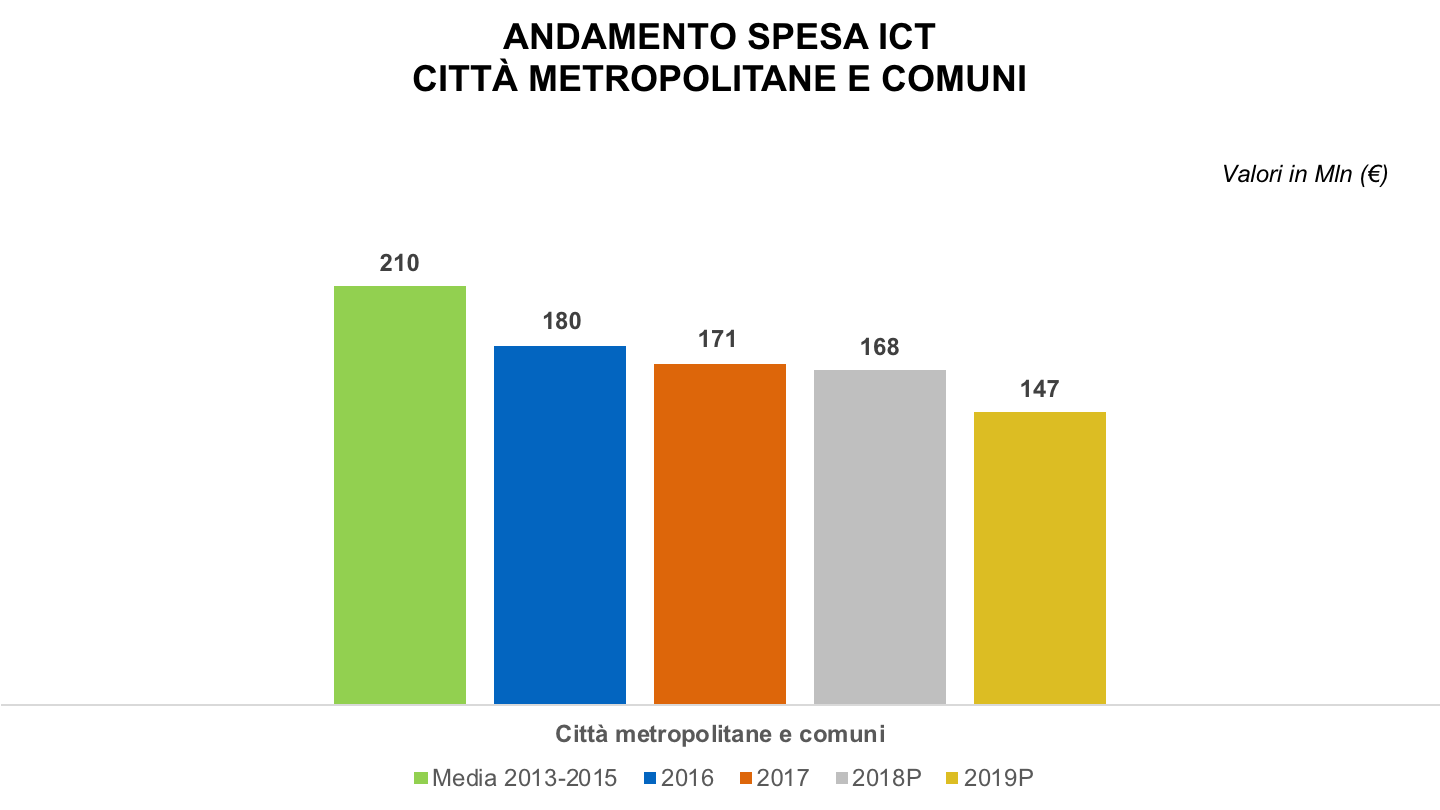 ANDAMENTO SPESA ICT
CITTÀ METROPOLITANE E COMUNI
Valori in Mln (€)
210
180
171
168
147
Città metropolitane e comuni
Media 2013-2015 2016 2017 2018P 2019P